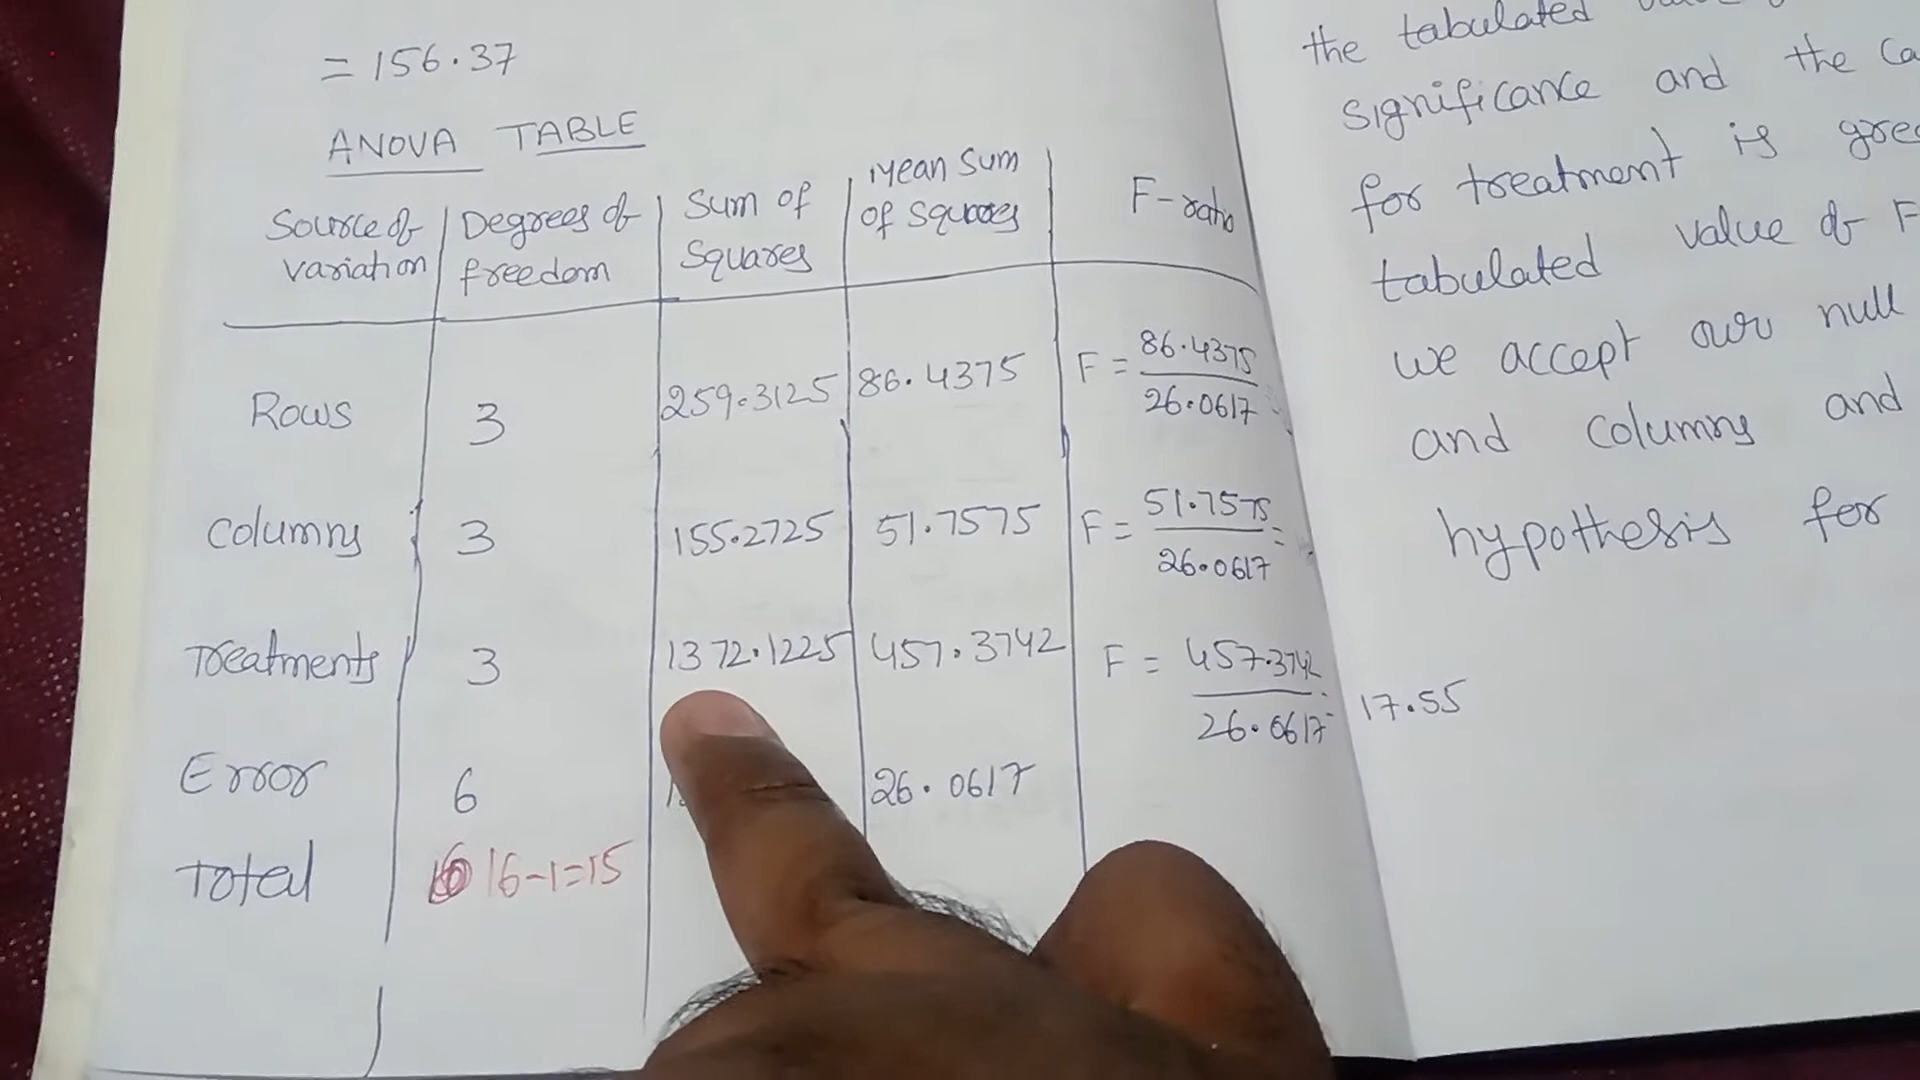 = 156.37
ANOVA TABLE
Source of variation | Degrees of freedom | Sum of Squares | Mean Sum of Squares | F-ratio
Rows | 3 | 259.3125 | 86.4375 | F = 86.4375 / 26.0617
Columns | 3 | 155.2725 | 51.7575 | F = 51.7575 / 26.0617 =
Treatments | 3 | 1372.1225 | 457.3742 | F = 457.3742 / 26.0617 = 17.55
Error | 6 | 26.0617
Total 16-1=15
the tabulated
significance and the
for treatment is
tabulated value of F
we accept our null
and columns and
hypothesis for